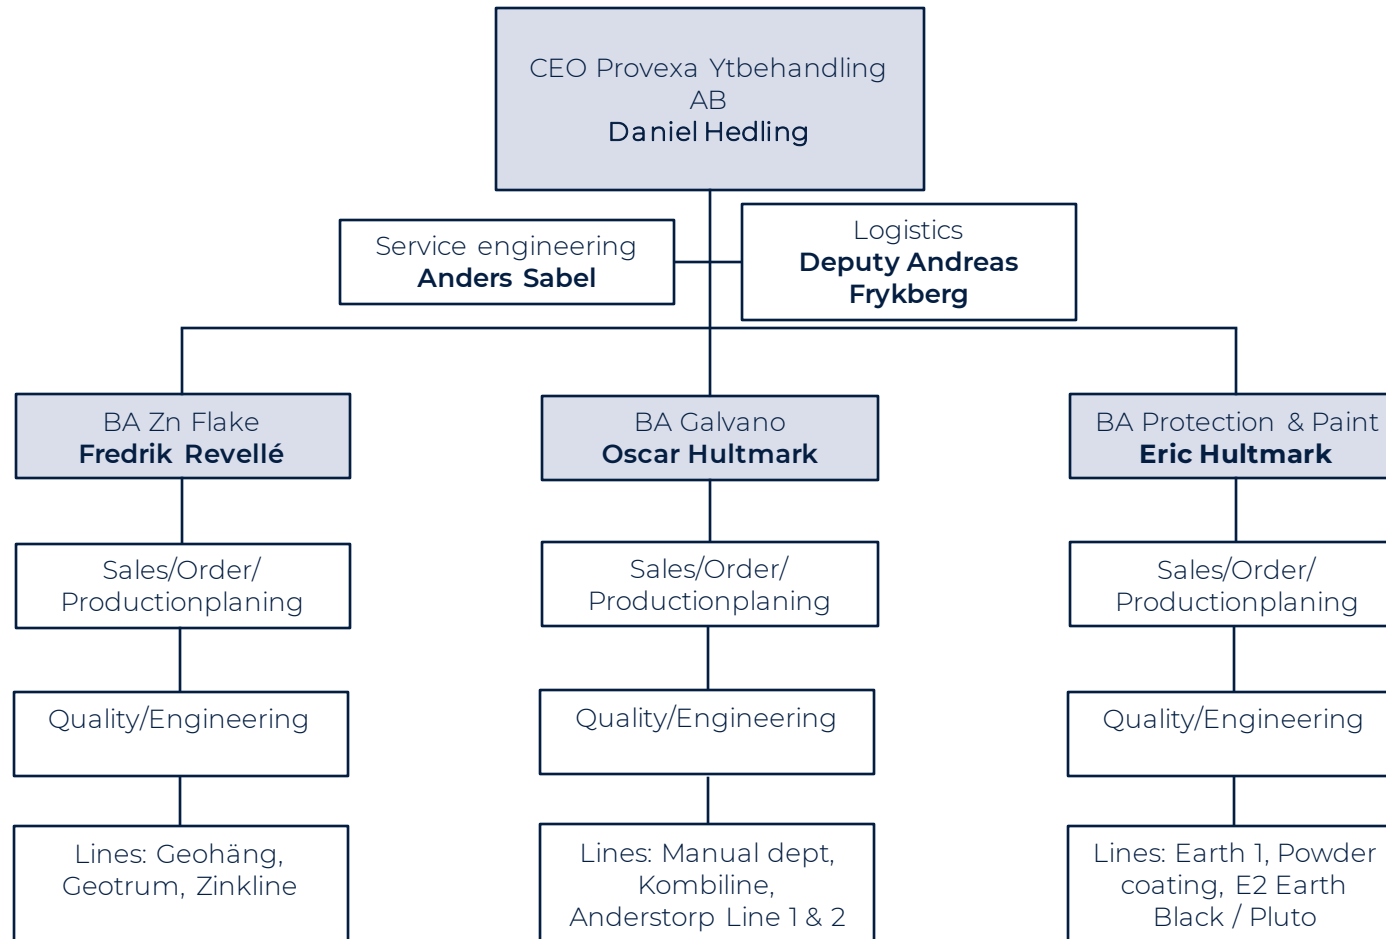 CEO Provexa Ytbehandling
AB
Daniel Hedling
Service engineering
Anders Sabel
Logistics
Deputy Andreas
Frykberg
BA Zn Flake
Fredrik Revellé
BA Galvano
Oscar Hultmark
BA Protection & Paint
Eric Hultmark
Sales/Order/
Productionplaning
Sales/Order/
Productionplaning
Sales/Order/
Productionplaning
Quality/Engineering
Quality/Engineering
Quality/Engineering
Lines: Geohäng,
Geotrum, Zinkline
Lines: Manual dept,
Kombiline,
Anderstorp Line 1 & 2
Lines: Earth 1, Powder
coating, E2 Earth
Black / Pluto